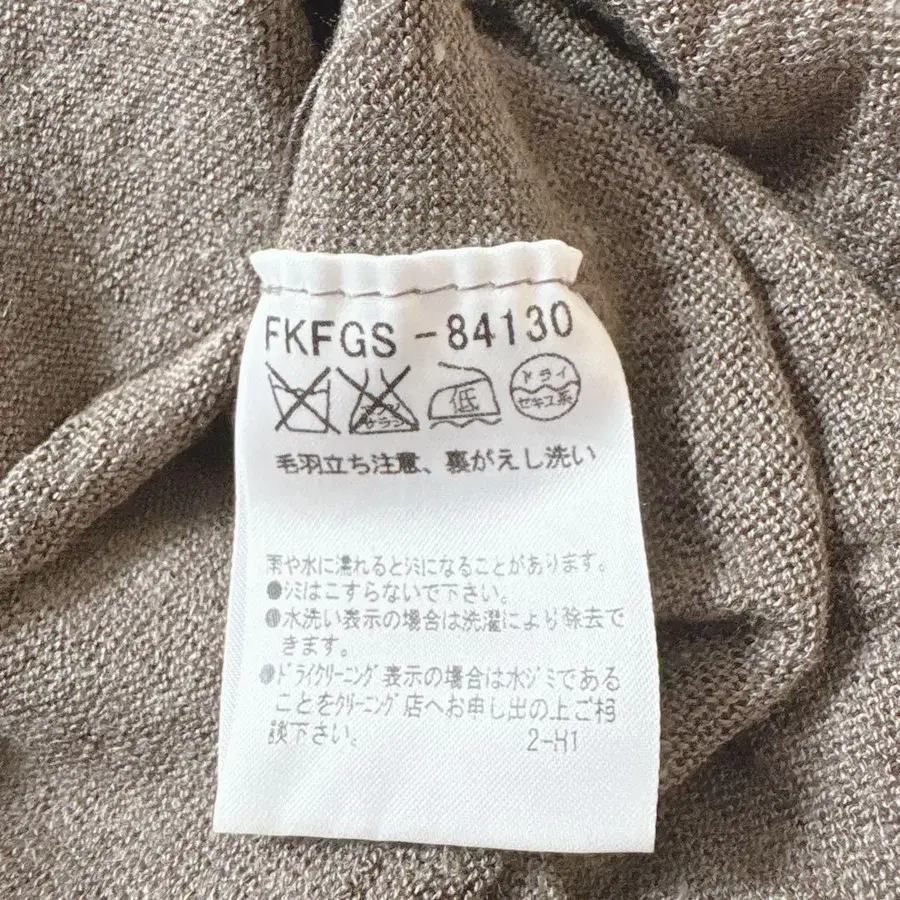 FKFGS-84130
エンソ サラシ 低 ドライ セキユ系
毛羽立ち注意、裏がえし洗い
雨や水に濡れるとシミになることがあります。
●シミはこすらないで下さい。
●水洗い表示の場合は洗濯により除去で
きます。
●ドライクリーニング表示の場合は水ジミである
ことをクリーニング店へお申し出の上ご相
談下さい。 2-H1